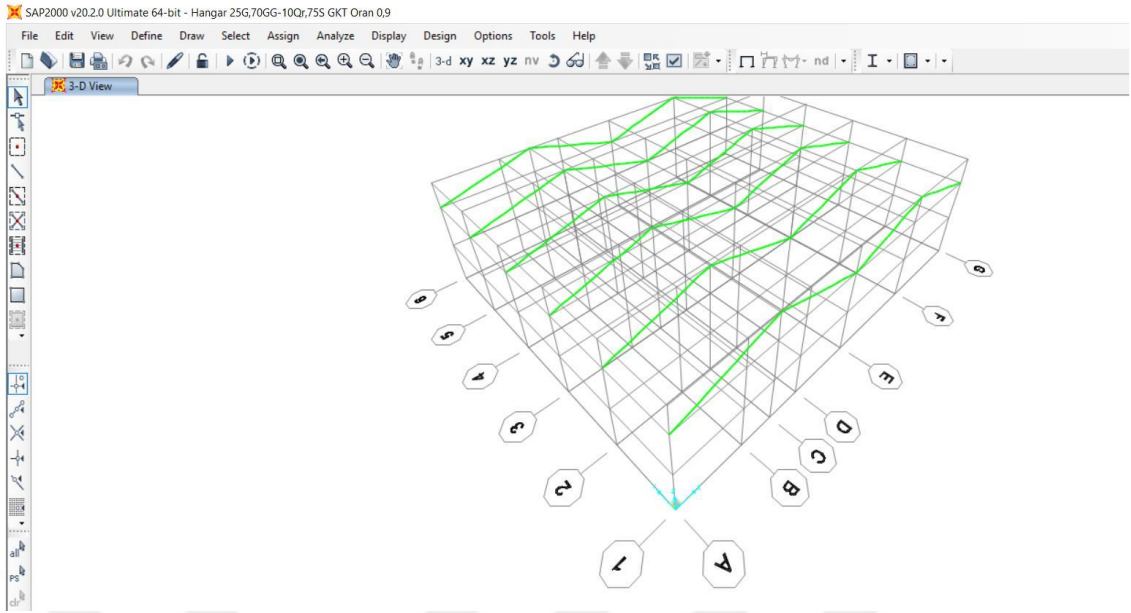 SAP2000 v20.2.0 Ultimate 64-bit - Hangar 25G,70GG-10Qr,75S GKT Oran 0,9
File Edit View Define Draw Select Assign Analyze Display Design Options Tools Help
3-d xy xz yz nv nd
3-D View
6 G
5 F
4 E
3 D
C
2 B
1 A
all
PS
clr